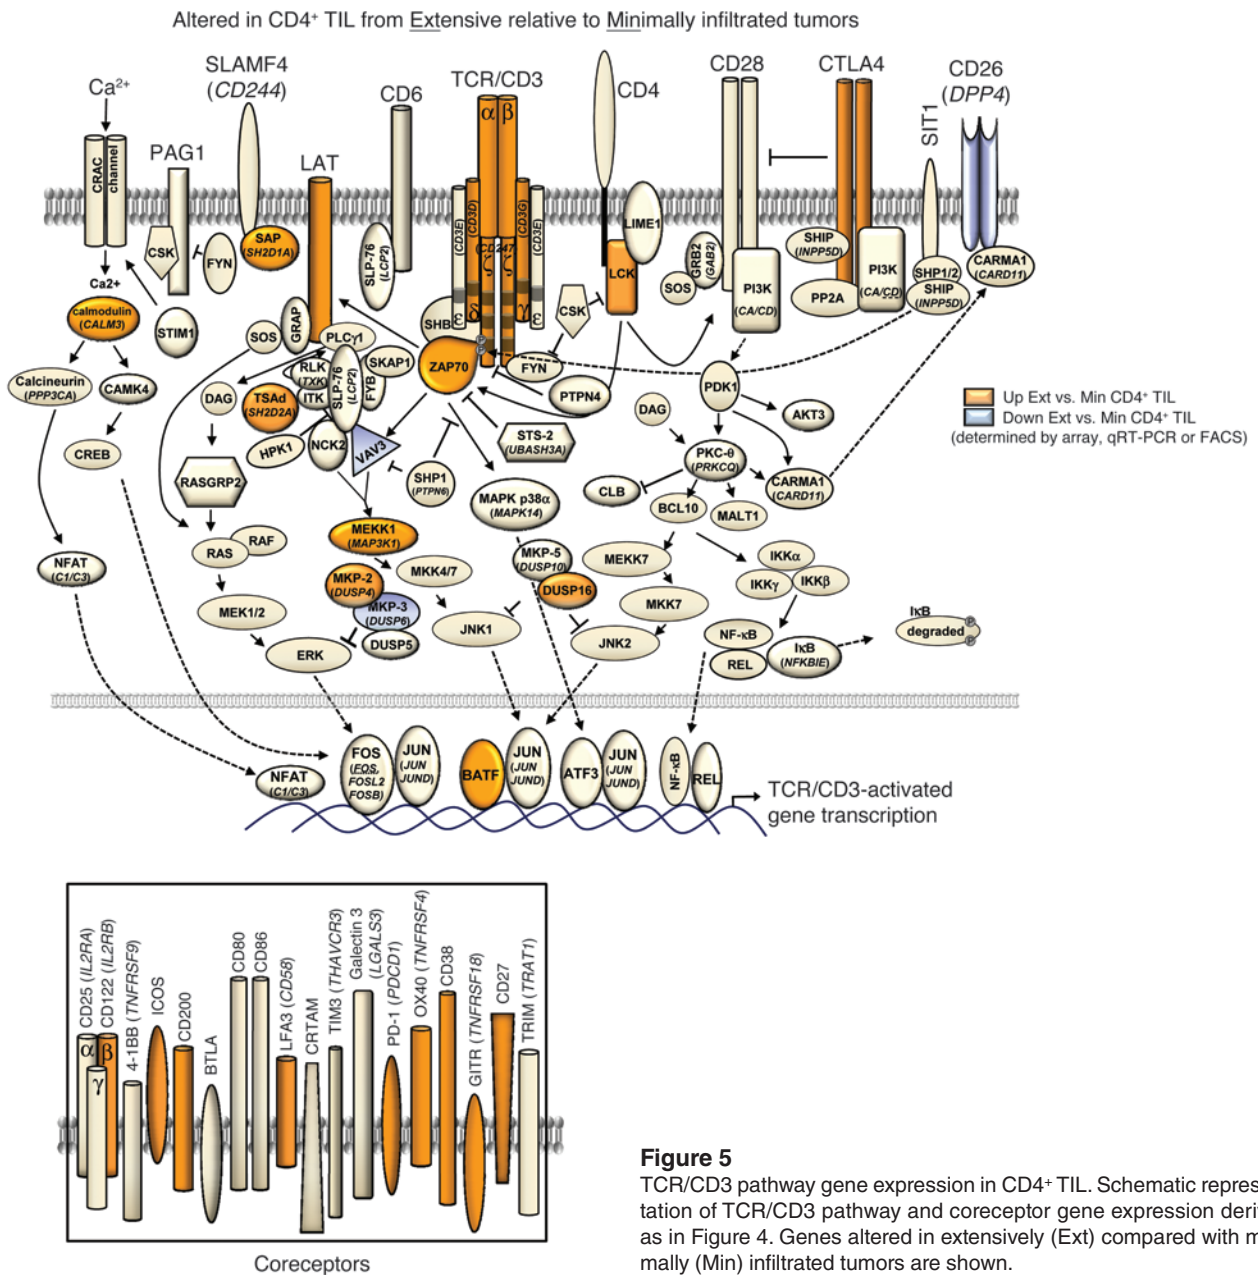 Altered in CD4+ TIL from Extensive relative to Minimally infiltrated tumors
Ca2+
SLAMF4
(CD244)
CD6
TCR/CD3
CD4
CD28
CTLA4
CD26
(DPP4)
SIT1
PAG1
LAT
CRAC
channel
α
β
(CD3E)
(CD3D)
(CD3G)
(CD3E)
CSK
FYN
SAP
(SH2D1A)
SLP-76
(LCP2)
ζ
ζ
LIME1
LCK
GRB2
(GAB2)
SOS
PI3K
(CA/CD)
SHIP
(INPP5D)
PI3K
(CA/CD)
PP2A
SHP1/2
SHIP
(INPP5D)
CARMA1
(CARD11)
Ca2+
calmodulin
(CALM3)
STIM1
SOS
GRAP
PLCγ1
SHB
ε
δ
γ
ε
P
P
CSK
ZAP70
FYN
PTPN4
Calcineurin
(PPP3CA)
CAMK4
DAG
RLK
(TXK)
ITK
SLP-76
(LCP2)
SKAP1
FYB
TSAd
(SH2D2A)
HPK1
NCK2
VAV3
STS-2
(UBASH3A)
PDK1
AKT3
DAG
PKC-θ
(PRKCQ)
CARMA1
(CARD11)
Up Ext vs. Min CD4+ TIL
Down Ext vs. Min CD4+ TIL
(determined by array, qRT-PCR or FACS)
CREB
RASGRP2
SHP1
(PTPN6)
MAPK p38α
(MAPK14)
CLB
BCL10
MALT1
NFAT
(C1/C3)
RAS
RAF
MEKK1
(MAP3K1)
MKK4/7
MKP-5
(DUSP10)
DUSP16
MEKK7
IKKα
IKKγ
IKKβ
MEK1/2
MKP-2
(DUSP4)
MKP-3
(DUSP6)
DUSP5
ERK
JNK1
MKK7
JNK2
NF-κB
REL
IκB
(NFKBIE)
IκB
degraded
P
P
NFAT
(C1/C3)
FOS
(FOS,
FOSL2
FOSB)
JUN
(JUN
JUND)
BATF
JUN
(JUN
JUND)
ATF3
JUN
(JUN
JUND)
NF-κB
REL
TCR/CD3-activated
gene transcription
CD25 (IL2RA)
CD122 (IL2RB)
4-1BB (TNFRSF9)
ICOS
CD200
BTLA
CD80
CD86
LFA3 (CD58)
CRTAM
TIM3 (THAVCR3)
Galectin 3
(LGALS3)
PD-1 (PDCD1)
OX40 (TNFRSF4)
CD38
GITR (TNFRSF18)
CD27
TRIM (TRAT1)
α
β
γ
Coreceptors
Figure 5
TCR/CD3 pathway gene expression in CD4+ TIL. Schematic repres
tation of TCR/CD3 pathway and coreceptor gene expression deri
as in Figure 4. Genes altered in extensively (Ext) compared with m
mally (Min) infiltrated tumors are shown.